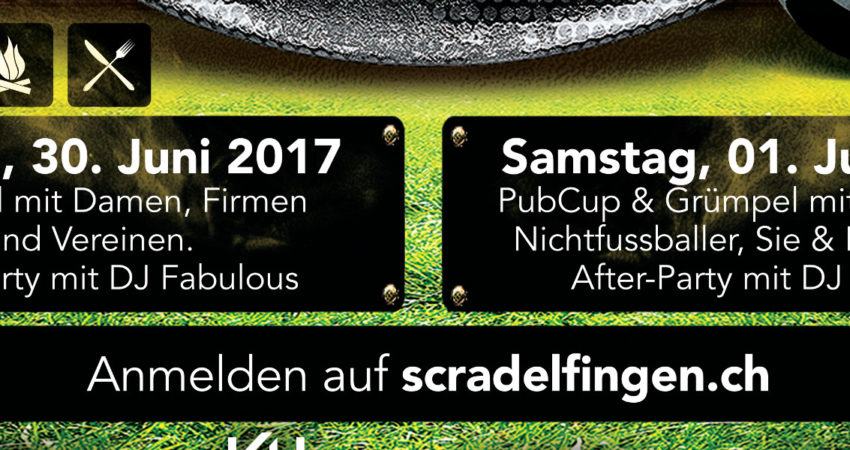 , 30. Juni 2017
mit Damen, Firmen
nd Vereinen.
rty mit DJ Fabulous
Samstag, 01. Ju
PubCup & Grümpel mit
Nichtfussballer, Sie &
After-Party mit DJ
Anmelden auf scradelfingen.ch